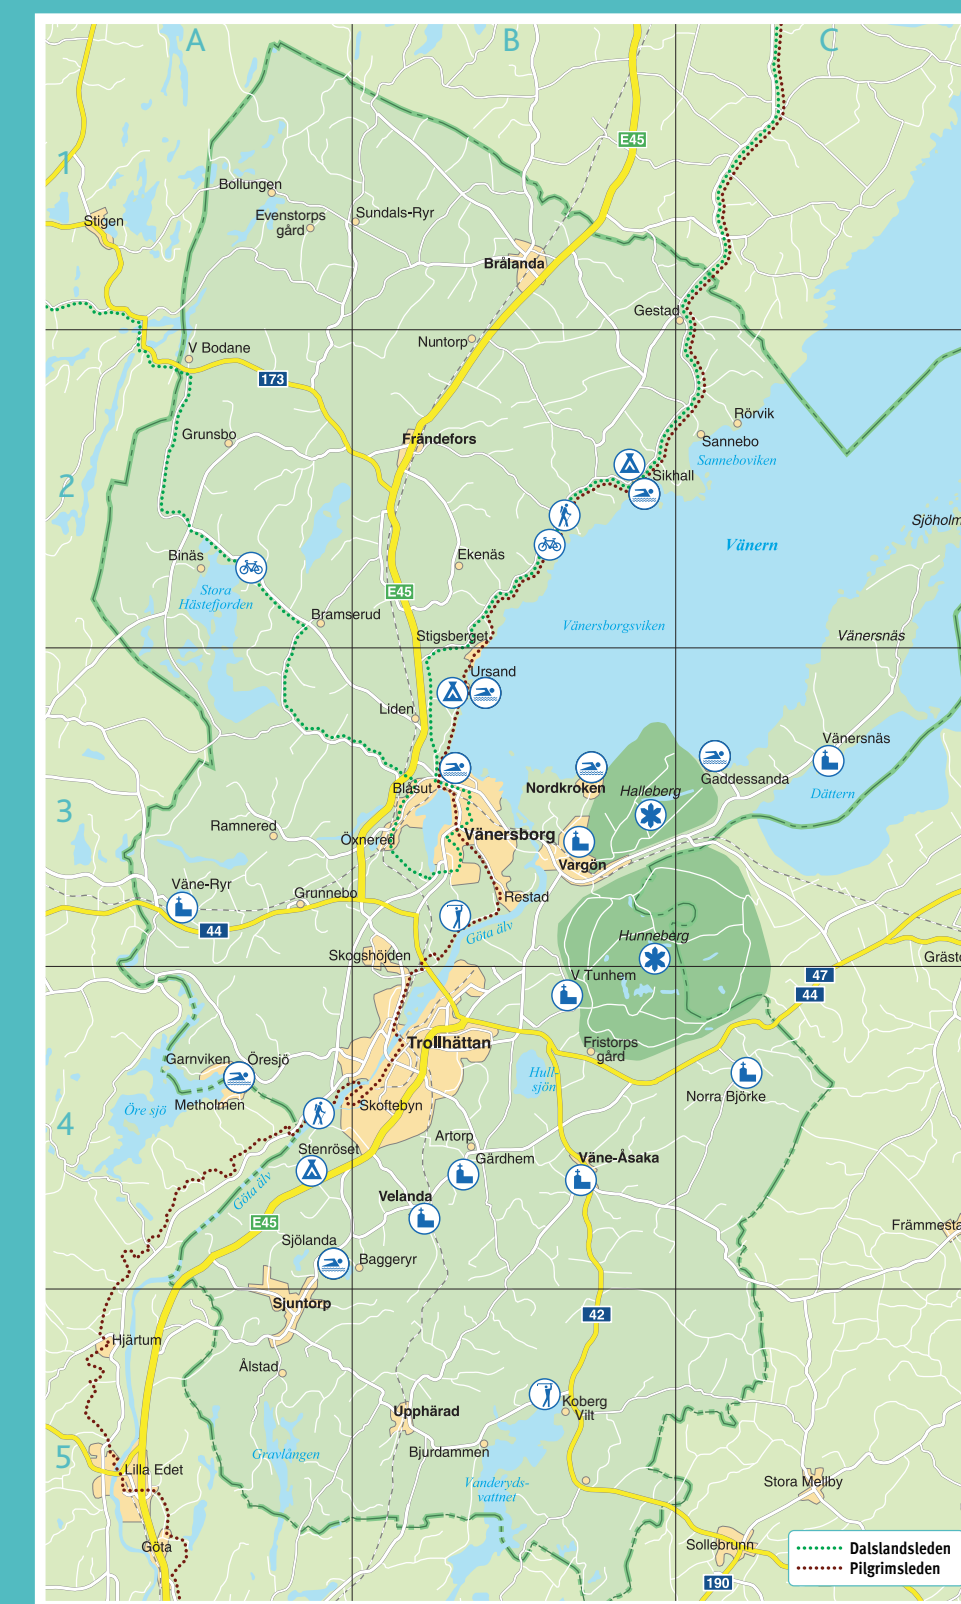 A
B
C
1
E45
Bollungen
Evenstorps
gård
Sundals-Ryr
Stigen
Brålanda
Gestad
V Bodane
Nuntorp
173
Rörvik
Grunsbo
Frändefors
Sannebo
Sanneboviken
2
Sikhall
Sjöholm
Vänern
Binäs
Ekenäs
Stora
Hästefjorden
E45
Bramserud
Vänersborgsviken
Stigsberget
Vänersnäs
Ursand
Liden
Vänersnäs
Gaddessanda
Blåsut
Nordkroken
Halleberg
Dättern
3
Ramnered
Öxnered
Vänersborg
Vargön
Väne-Ryr
Grunnebo
Restad
44
Göta älv
Hunneberg
Skogshöjden
Gräst
V Tunhem
47
44
Trollhättan
Fristorps
gård
Garnviken
Öresjö
Hull-
sjön
Norra Björke
Metholmen
Öre sjö
Skoftebyn
4
Artorp
Stenröset
Gärdhem
Väne-Åsaka
Göta älv
Velanda
E45
Främmesta
Sjölanda
Baggeryr
Sjuntorp
42
Hjärtum
Ålstad
Koberg
Vilt
Upphärad
5
Gravlången
Bjurdammen
Lilla Edet
Vanderyds-
vattnet
Stora Mellby
Göta
Sollebrunn
Dalslandsleden
Pilgrimsleden
190